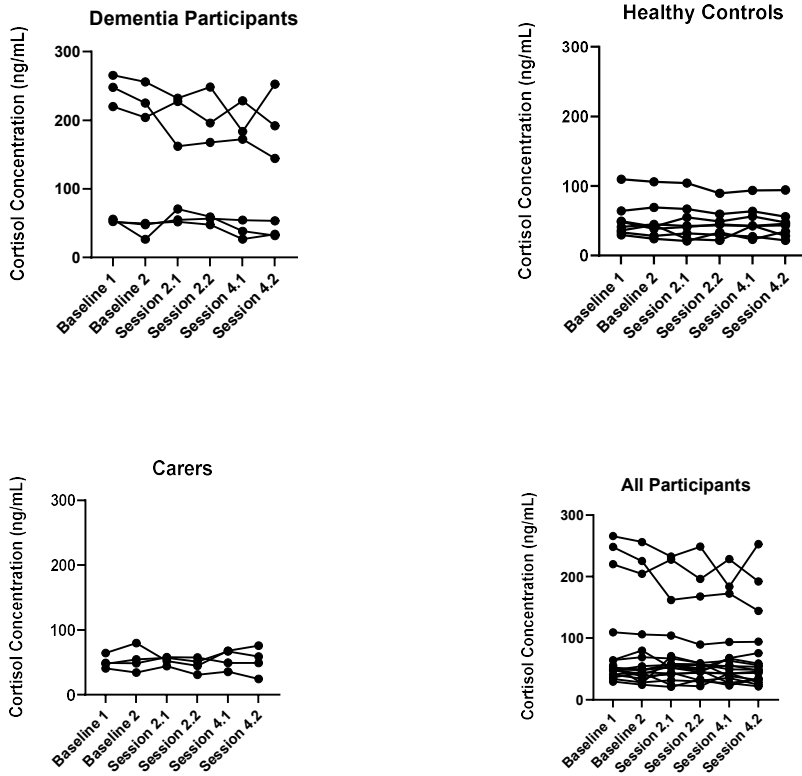 Dementia Participants
Cortisol Concentration (ng/mL)
300
200
100
0
Baseline 1
Baseline 2
Session 2.1
Session 2.2
Session 4.1
Session 4.2
Healthy Controls
Cortisol Concentration (ng/mL)
300
200
100
0
Baseline 1
Baseline 2
Session 2.1
Session 2.2
Session 4.1
Session 4.2
Carers
Cortisol Concentration (ng/mL)
300
200
100
0
Baseline 1
Baseline 2
Session 2.1
Session 2.2
Session 4.1
Session 4.2
All Participants
Cortisol Concentration (ng/mL)
300
200
100
0
Baseline 1
Baseline 2
Session 2.1
Session 2.2
Session 4.1
Session 4.2